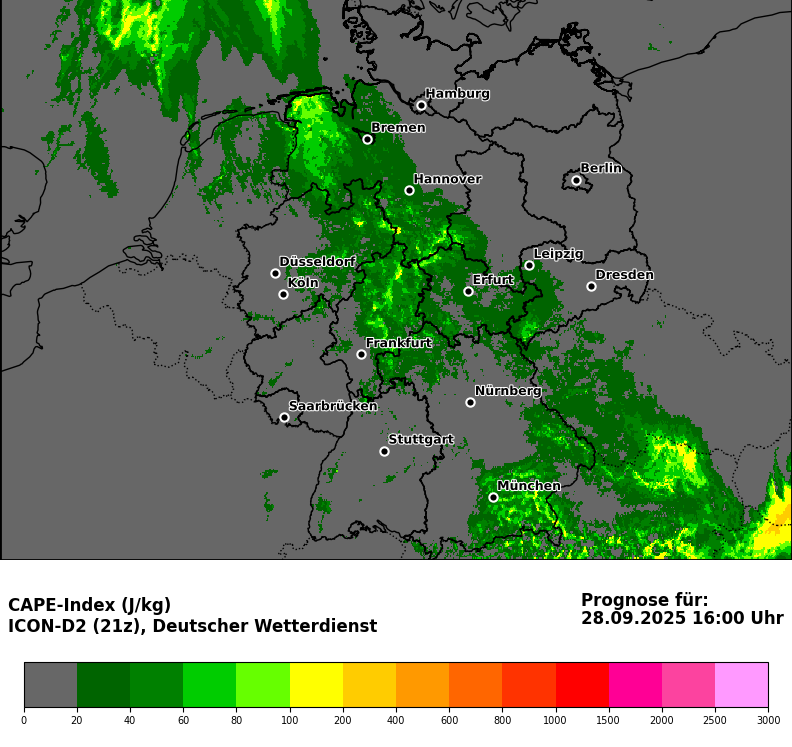 Hamburg
Bremen
Berlin
Hannover
Leipzig
Düsseldorf
Dresden
Erfurt
Köln
Frankfurt
Nürnberg
Saarbrücken
Stuttgart
München
CAPE-Index (J/kg)
ICON-D2 (21z), Deutscher Wetterdienst
Prognose für:
28.09.2025 16:00 Uhr
0 20 40 60 80 100 200 400 600 800 1000 1500 2000 2500 3000